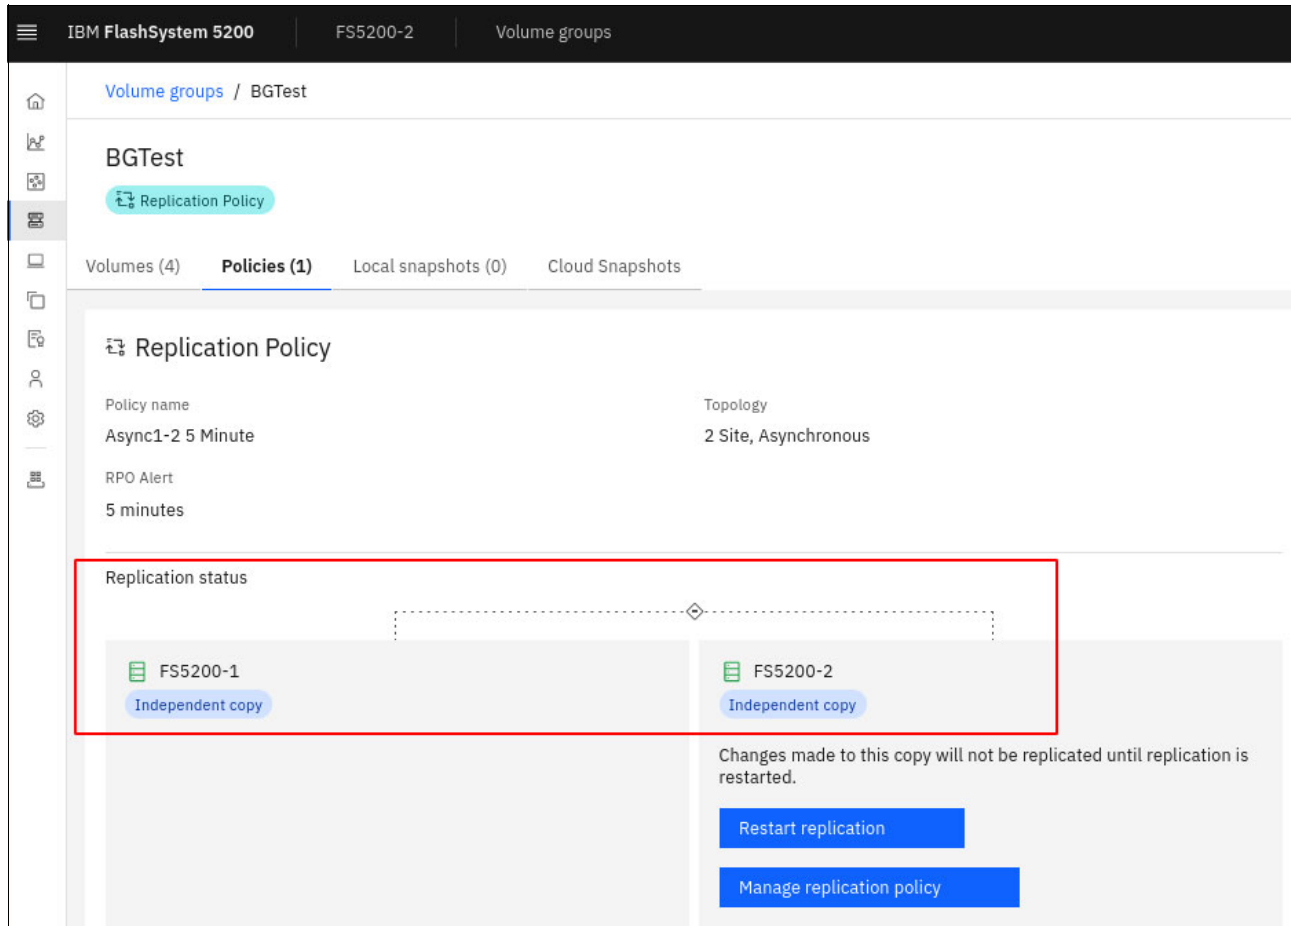 IBM FlashSystem 5200 FS5200-2 Volume groups
Volume groups / BGTest
BGTest
Replication Policy
Volumes (4) Policies (1) Local snapshots (0) Cloud Snapshots
Replication Policy
Policy name
Async1-2 5 Minute
Topology
2 Site, Asynchronous
RPO Alert
5 minutes
Replication status
FS5200-1
Independent copy
FS5200-2
Independent copy
Changes made to this copy will not be replicated until replication is
restarted.
Restart replication
Manage replication policy